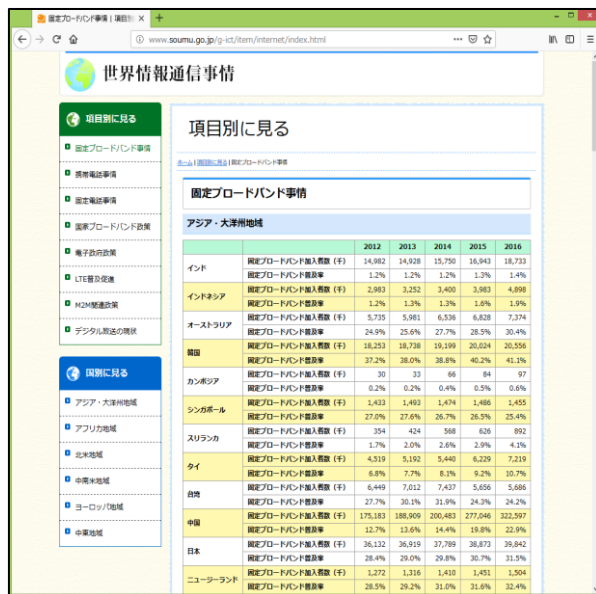 固定ブロードバンド事情 | 項目別
www.soumu.go.jp/g-ict/item/internet/index.html
世界情報通信事情
項目別に見る
固定ブロードバンド事情
携帯電話事情
固定電話事情
国家ブロードバンド政策
電子政府政策
LTE普及促進
M2M関連政策
デジタル放送の現状
国別に見る
アジア・大洋州地域
アフリカ地域
北米地域
中南米地域
ヨーロッパ地域
中東地域
項目別に見る
ホーム | 項目別に見る | 固定ブロードバンド事情
固定ブロードバンド事情
アジア・大洋州地域
2012 2013 2014 2015 2016
インド 固定ブロードバンド加入者数(千) 14,982 14,928 15,750 16,943 18,733
固定ブロードバンド普及率 1.2% 1.2% 1.2% 1.3% 1.4%
インドネシア 固定ブロードバンド加入者数(千) 2,983 3,252 3,400 3,983 4,898
固定ブロードバンド普及率 1.2% 1.3% 1.3% 1.6% 1.9%
オーストラリア 固定ブロードバンド加入者数(千) 5,735 5,981 6,536 6,828 7,374
固定ブロードバンド普及率 24.9% 25.6% 27.7% 28.5% 30.4%
韓国 固定ブロードバンド加入者数(千) 18,253 18,738 19,199 20,024 20,556
固定ブロードバンド普及率 37.2% 38.0% 38.8% 40.2% 41.1%
カンボジア 固定ブロードバンド加入者数(千) 30 33 66 84 97
固定ブロードバンド普及率 0.2% 0.2% 0.4% 0.5% 0.6%
シンガポール 固定ブロードバンド加入者数(千) 1,433 1,493 1,474 1,486 1,455
固定ブロードバンド普及率 27.0% 27.6% 26.7% 26.5% 25.4%
スリランカ 固定ブロードバンド加入者数(千) 354 424 568 626 892
固定ブロードバンド普及率 1.7% 2.0% 2.6% 2.9% 4.1%
タイ 固定ブロードバンド加入者数(千) 4,519 5,192 5,440 6,229 7,219
固定ブロードバンド普及率 6.8% 7.7% 8.1% 9.2% 10.7%
台湾 固定ブロードバンド加入者数(千) 6,449 7,012 7,437 5,656 5,686
固定ブロードバンド普及率 27.7% 30.1% 31.9% 24.3% 24.2%
中国 固定ブロードバンド加入者数(千) 175,183 188,909 200,483 277,046 322,597
固定ブロードバンド普及率 12.7% 13.6% 14.4% 19.8% 22.9%
日本 固定ブロードバンド加入者数(千) 36,132 36,919 37,789 38,873 39,842
固定ブロードバンド普及率 28.4% 29.0% 29.8% 30.7% 31.5%
ニュージーランド 固定ブロードバンド加入者数(千) 1,272 1,316 1,410 1,451 1,504
固定ブロードバンド普及率 28.5% 29.2% 31.0% 31.6% 32.4%